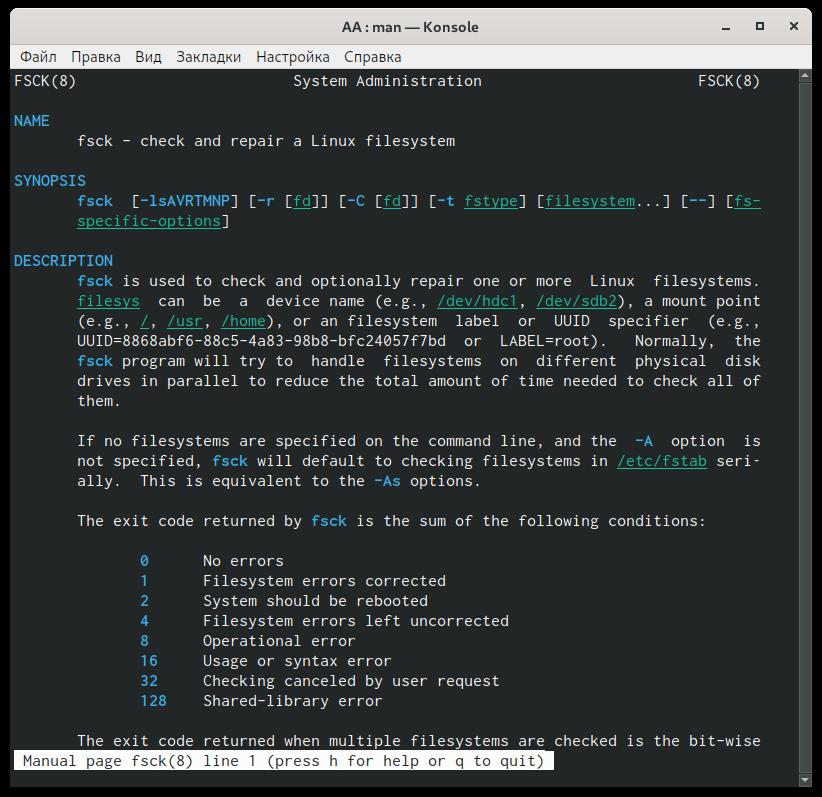 AA : man — Konsole
Файл Правка Вид Закладки Настройка Справка
FSCK(8) System Administration FSCK(8)
NAME
fsck - check and repair a Linux filesystem
SYNOPSIS
fsck [-lsAVRTMNP] [-r [fd]] [-C [fd]] [-t fstype] [filesystem...] [--] [fs-
specific-options]
DESCRIPTION
fsck is used to check and optionally repair one or more Linux filesystems.
filesys can be a device name (e.g., /dev/hdc1, /dev/sdb2), a mount point
(e.g., /, /usr, /home), or an filesystem label or UUID specifier (e.g.,
UUID=8868abf6-88c5-4a83-98b8-bfc24057f7bd or LABEL=root). Normally, the
fsck program will try to handle filesystems on different physical disk
drives in parallel to reduce the total amount of time needed to check all of
them.
If no filesystems are specified on the command line, and the -A option is
not specified, fsck will default to checking filesystems in /etc/fstab seri-
ally. This is equivalent to the -As options.
The exit code returned by fsck is the sum of the following conditions:
0 No errors
1 Filesystem errors corrected
2 System should be rebooted
4 Filesystem errors left uncorrected
8 Operational error
16 Usage or syntax error
32 Checking canceled by user request
128 Shared-library error
The exit code returned when multiple filesystems are checked is the bit-wise
Manual page fsck(8) line 1 (press h for help or q to quit)